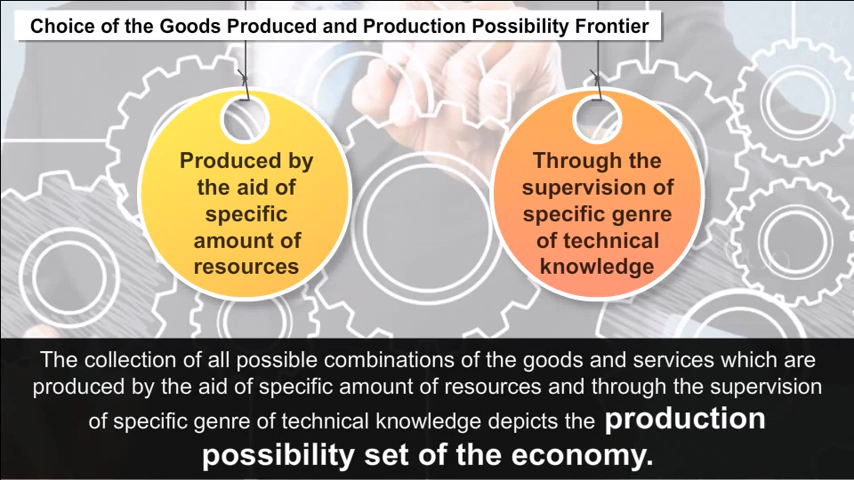 Choice of the Goods Produced and Production Possibility Frontier
Produced by
the aid of
specific
amount of
resources
Through the
supervision of
specific genre
of technical
knowledge
The collection of all possible combinations of the goods and services which are
produced by the aid of specific amount of resources and through the supervision
of specific genre of technical knowledge depicts the production
possibility set of the economy.